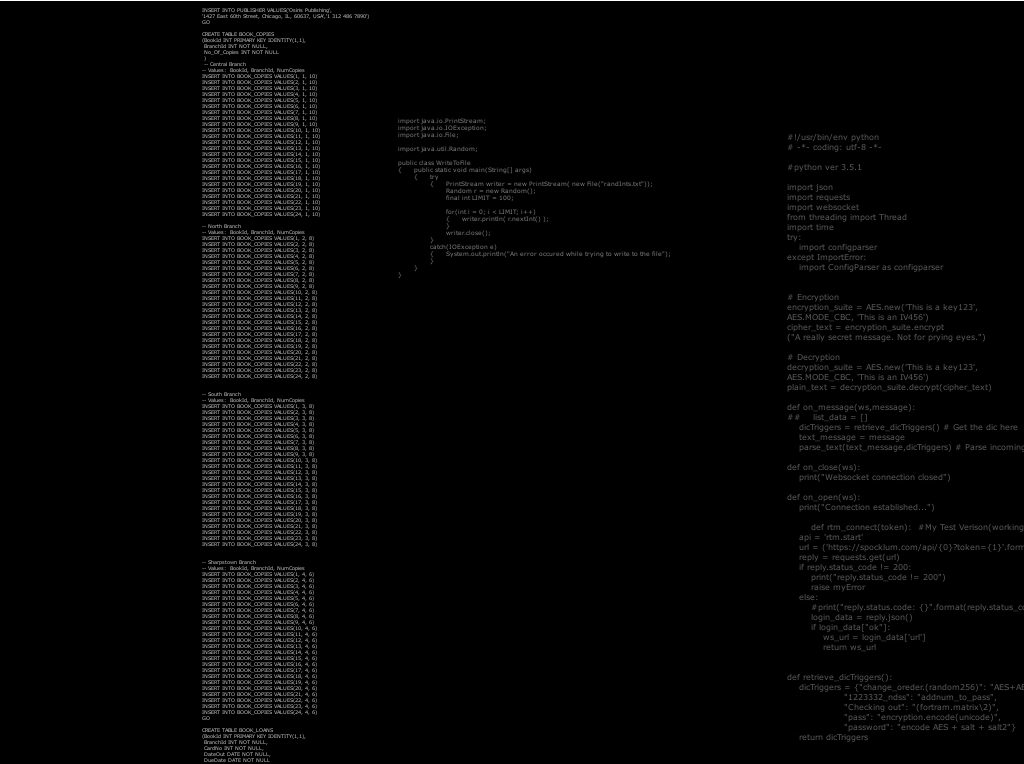 INSERT INTO PUBLISHER VALUES('Osiris Publishing',
'1427 East 60th Street, Chicago, IL, 60637, USA','1 312 486 7890')
GO
CREATE TABLE BOOK_COPIES
(BookId INT PRIMARY KEY IDENTITY(1,1),
BranchId INT NOT NULL,
No_Of_Copies INT NOT NULL
)
-- Central Branch
-- Values: BookId, BranchId, NumCopies
INSERT INTO BOOK_COPIES VALUES(1, 1, 10)
INSERT INTO BOOK_COPIES VALUES(2, 1, 10)
INSERT INTO BOOK_COPIES VALUES(3, 1, 10)
INSERT INTO BOOK_COPIES VALUES(4, 1, 10)
INSERT INTO BOOK_COPIES VALUES(5, 1, 10)
INSERT INTO BOOK_COPIES VALUES(6, 1, 10)
INSERT INTO BOOK_COPIES VALUES(7, 1, 10)
INSERT INTO BOOK_COPIES VALUES(8, 1, 10)
INSERT INTO BOOK_COPIES VALUES(9, 1, 10)
INSERT INTO BOOK_COPIES VALUES(10, 1, 10)
INSERT INTO BOOK_COPIES VALUES(11, 1, 10)
INSERT INTO BOOK_COPIES VALUES(12, 1, 10)
INSERT INTO BOOK_COPIES VALUES(13, 1, 10)
INSERT INTO BOOK_COPIES VALUES(14, 1, 10)
INSERT INTO BOOK_COPIES VALUES(15, 1, 10)
INSERT INTO BOOK_COPIES VALUES(16, 1, 10)
INSERT INTO BOOK_COPIES VALUES(17, 1, 10)
INSERT INTO BOOK_COPIES VALUES(18, 1, 10)
INSERT INTO BOOK_COPIES VALUES(19, 1, 10)
INSERT INTO BOOK_COPIES VALUES(20, 1, 10)
INSERT INTO BOOK_COPIES VALUES(21, 1, 10)
INSERT INTO BOOK_COPIES VALUES(22, 1, 10)
INSERT INTO BOOK_COPIES VALUES(23, 1, 10)
INSERT INTO BOOK_COPIES VALUES(24, 1, 10)
-- North Branch
-- Values: BookId, BranchId, NumCopies
INSERT INTO BOOK_COPIES VALUES(1, 2, 8)
INSERT INTO BOOK_COPIES VALUES(2, 2, 8)
INSERT INTO BOOK_COPIES VALUES(3, 2, 8)
INSERT INTO BOOK_COPIES VALUES(4, 2, 8)
INSERT INTO BOOK_COPIES VALUES(5, 2, 8)
INSERT INTO BOOK_COPIES VALUES(6, 2, 8)
INSERT INTO BOOK_COPIES VALUES(7, 2, 8)
INSERT INTO BOOK_COPIES VALUES(8, 2, 8)
INSERT INTO BOOK_COPIES VALUES(9, 2, 8)
INSERT INTO BOOK_COPIES VALUES(10, 2, 8)
INSERT INTO BOOK_COPIES VALUES(11, 2, 8)
INSERT INTO BOOK_COPIES VALUES(12, 2, 8)
INSERT INTO BOOK_COPIES VALUES(13, 2, 8)
INSERT INTO BOOK_COPIES VALUES(14, 2, 8)
INSERT INTO BOOK_COPIES VALUES(15, 2, 8)
INSERT INTO BOOK_COPIES VALUES(16, 2, 8)
INSERT INTO BOOK_COPIES VALUES(17, 2, 8)
INSERT INTO BOOK_COPIES VALUES(18, 2, 8)
INSERT INTO BOOK_COPIES VALUES(19, 2, 8)
INSERT INTO BOOK_COPIES VALUES(20, 2, 8)
INSERT INTO BOOK_COPIES VALUES(21, 2, 8)
INSERT INTO BOOK_COPIES VALUES(22, 2, 8)
INSERT INTO BOOK_COPIES VALUES(23, 2, 8)
INSERT INTO BOOK_COPIES VALUES(24, 2, 8)
-- South Branch
-- Values: BookId, BranchId, NumCopies
INSERT INTO BOOK_COPIES VALUES(1, 3, 8)
INSERT INTO BOOK_COPIES VALUES(2, 3, 8)
INSERT INTO BOOK_COPIES VALUES(3, 3, 8)
INSERT INTO BOOK_COPIES VALUES(4, 3, 8)
INSERT INTO BOOK_COPIES VALUES(5, 3, 8)
INSERT INTO BOOK_COPIES VALUES(6, 3, 8)
INSERT INTO BOOK_COPIES VALUES(7, 3, 8)
INSERT INTO BOOK_COPIES VALUES(8, 3, 8)
INSERT INTO BOOK_COPIES VALUES(9, 3, 8)
INSERT INTO BOOK_COPIES VALUES(10, 3, 8)
INSERT INTO BOOK_COPIES VALUES(11, 3, 8)
INSERT INTO BOOK_COPIES VALUES(12, 3, 8)
INSERT INTO BOOK_COPIES VALUES(13, 3, 8)
INSERT INTO BOOK_COPIES VALUES(14, 3, 8)
INSERT INTO BOOK_COPIES VALUES(15, 3, 8)
INSERT INTO BOOK_COPIES VALUES(16, 3, 8)
INSERT INTO BOOK_COPIES VALUES(17, 3, 8)
INSERT INTO BOOK_COPIES VALUES(18, 3, 8)
INSERT INTO BOOK_COPIES VALUES(19, 3, 8)
INSERT INTO BOOK_COPIES VALUES(20, 3, 8)
INSERT INTO BOOK_COPIES VALUES(21, 3, 8)
INSERT INTO BOOK_COPIES VALUES(22, 3, 8)
INSERT INTO BOOK_COPIES VALUES(23, 3, 8)
INSERT INTO BOOK_COPIES VALUES(24, 3, 8)
-- Sharpstown Branch
-- Values: BookId, BranchId, NumCopies
INSERT INTO BOOK_COPIES VALUES(1, 4, 6)
INSERT INTO BOOK_COPIES VALUES(2, 4, 6)
INSERT INTO BOOK_COPIES VALUES(3, 4, 6)
INSERT INTO BOOK_COPIES VALUES(4, 4, 6)
INSERT INTO BOOK_COPIES VALUES(5, 4, 6)
INSERT INTO BOOK_COPIES VALUES(6, 4, 6)
INSERT INTO BOOK_COPIES VALUES(7, 4, 6)
INSERT INTO BOOK_COPIES VALUES(8, 4, 6)
INSERT INTO BOOK_COPIES VALUES(9, 4, 6)
INSERT INTO BOOK_COPIES VALUES(10, 4, 6)
INSERT INTO BOOK_COPIES VALUES(11, 4, 6)
INSERT INTO BOOK_COPIES VALUES(12, 4, 6)
INSERT INTO BOOK_COPIES VALUES(13, 4, 6)
INSERT INTO BOOK_COPIES VALUES(14, 4, 6)
INSERT INTO BOOK_COPIES VALUES(15, 4, 6)
INSERT INTO BOOK_COPIES VALUES(16, 4, 6)
INSERT INTO BOOK_COPIES VALUES(17, 4, 6)
INSERT INTO BOOK_COPIES VALUES(18, 4, 6)
INSERT INTO BOOK_COPIES VALUES(19, 4, 6)
INSERT INTO BOOK_COPIES VALUES(20, 4, 6)
INSERT INTO BOOK_COPIES VALUES(21, 4, 6)
INSERT INTO BOOK_COPIES VALUES(22, 4, 6)
INSERT INTO BOOK_COPIES VALUES(23, 4, 6)
INSERT INTO BOOK_COPIES VALUES(24, 4, 6)
GO
CREATE TABLE BOOK_LOANS
(BookId INT PRIMARY KEY IDENTITY(1,1),
BranchId INT NOT NULL,
CardNo INT NOT NULL,
DateOut DATE NOT NULL,
DueDate DATE NOT NULL
import java.io.PrintStream;
import java.io.IOException;
import java.io.File;
import java.util.Random;
public class WriteToFile
{ public static void main(String[] args)
{ try
{ PrintStream writer = new PrintStream( new File("randInts.txt"));
Random r = new Random();
final int LIMIT = 100;
for(int i = 0; i < LIMIT; i++)
{ writer.println( r.nextInt() );
}
writer.close();
}
catch(IOException e)
{ System.out.println("An error occured while trying to write to the file");
}
}
}
#!/usr/bin/env python
# -*- coding: utf-8 -*-
#python ver 3.5.1
import json
import requests
import websocket
from threading import Thread
import time
try:
import configparser
except ImportError:
import ConfigParser as configparser
# Encryption
encryption_suite = AES.new('This is a key123',
AES.MODE_CBC, 'This is an IV456')
cipher_text = encryption_suite.encrypt
("A really secret message. Not for prying eyes.")
# Decryption
decryption_suite = AES.new('This is a key123',
AES.MODE_CBC, 'This is an IV456')
plain_text = decryption_suite.decrypt(cipher_text)
def on_message(ws,message):
## list_data = []
dicTriggers = retrieve_dicTriggers() # Get the dic here
text_message = message
parse_text(text_message,dicTriggers) # Parse incoming
def on_close(ws):
print("Websocket connection closed")
def on_open(ws):
print("Connection established...")
def rtm_connect(token): #My Test Verison(working
api = 'rtm.start'
url = ('https://spocklum.com/api/{0}?token={1}'.form
reply = requests.get(url)
if reply.status_code != 200:
print("reply.status_code != 200")
raise myError
else:
#print("reply.status.code: {}".format(reply.status_co
login_data = reply.json()
if login_data["ok"]:
ws_url = login_data['url']
return ws_url
def retrieve_dicTriggers():
dicTriggers = {"change_oreder.(random256)": "AES+AE
"1223332_ndss": "addnum_to_pass",
"Checking out": "(fortram.matrix\2)",
"pass": "encryption.encode(unicode)",
"password": "encode AES + salt + salt2"}
return dicTriggers